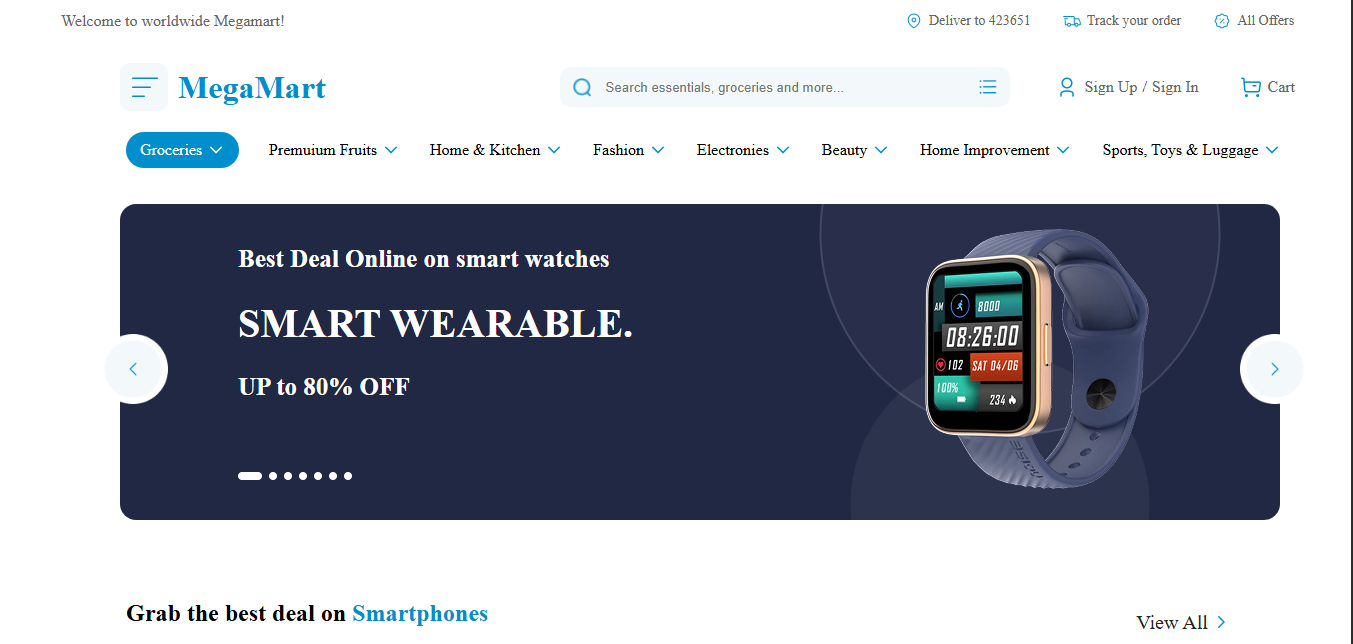 Welcome to worldwide Megamart!
Deliver to 423651
Track your order
All Offers
MegaMart
Search essentials, groceries and more...
Sign Up / Sign In
Cart
Groceries
Premuium Fruits
Home & Kitchen
Fashion
Electronies
Beauty
Home Improvement
Sports, Toys & Luggage
Best Deal Online on smart watches
SMART WEARABLE.
UP to 80% OFF
AM
8000
08:26:00
102
SAT 04/06
100%
234
Grab the best deal on Smartphones
View All